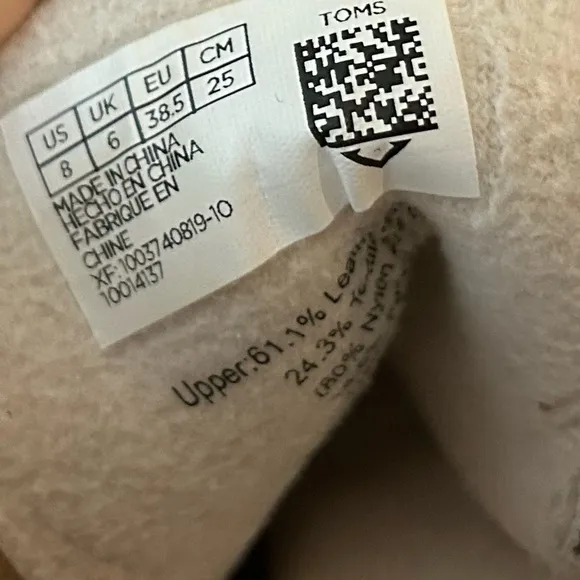 US UK EU CM
8 6 38.5 25
MADE IN CHINA
HECHO EN CHINA
FABRIQUE EN
CHINE
XF: 1003740819-10
10014137
TOMS
Upper:61.1%
24.3%
Nylon